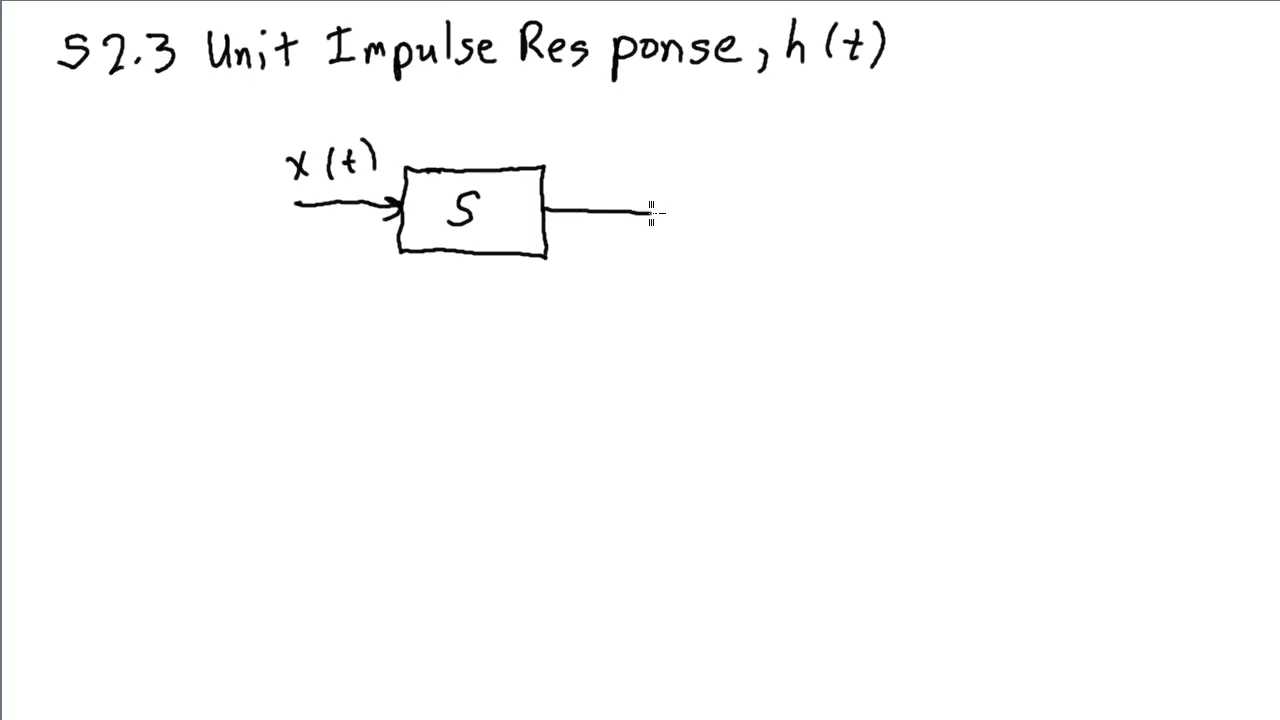 S2.3 Unit Impulse Response, h(t)
x(t)
S